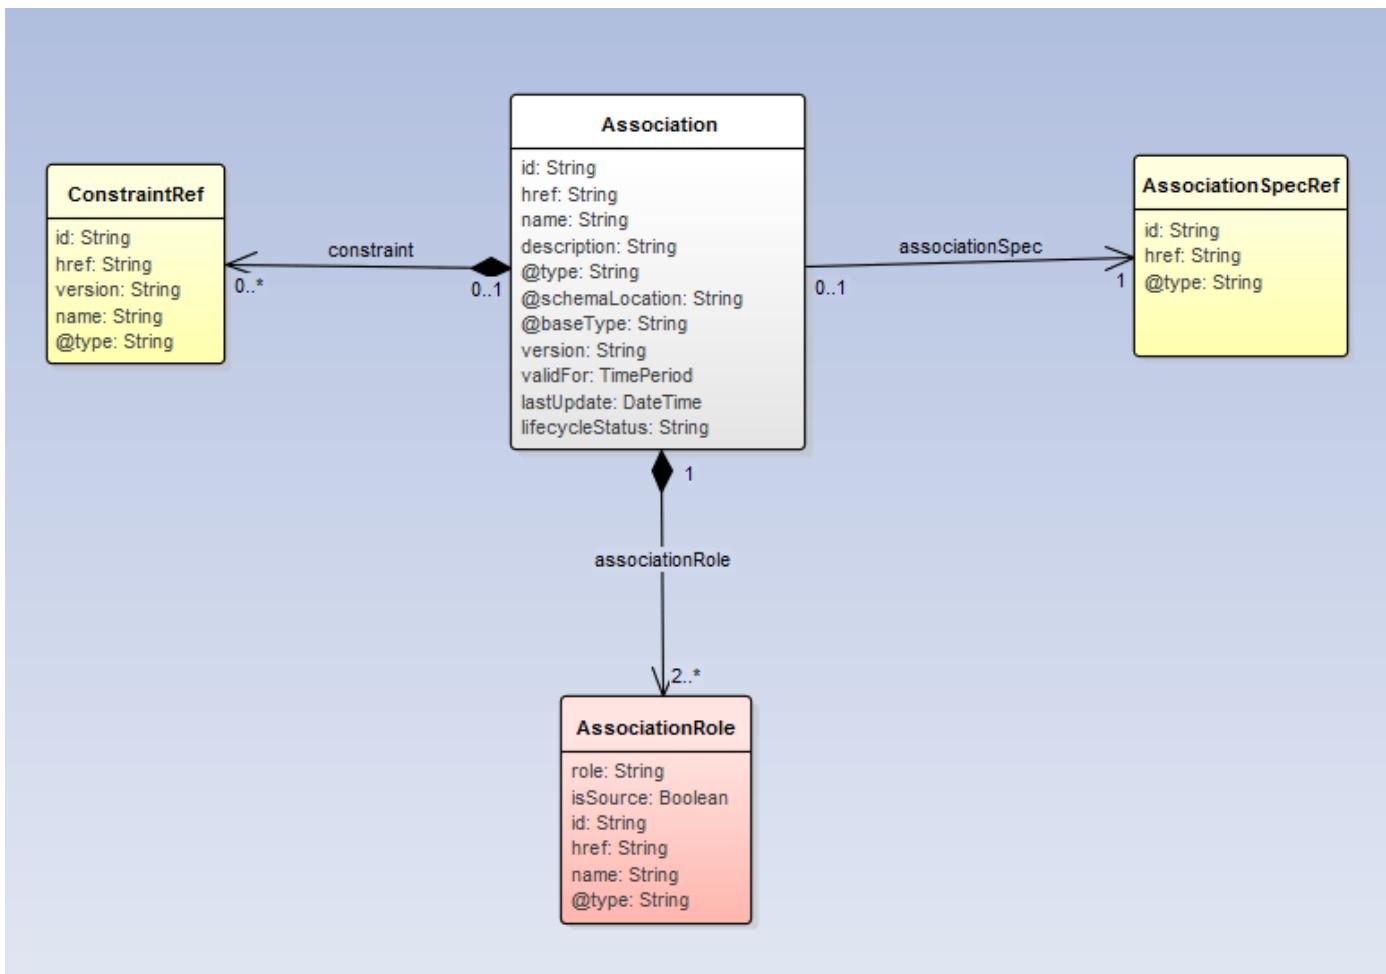 Association
id: String
href: String
name: String
description: String
@type: String
@schemaLocation: String
@baseType: String
version: String
validFor: TimePeriod
lastUpdate: DateTime
lifecycleStatus: String
ConstraintRef
id: String
href: String
version: String
name: String
@type: String
constraint
0..*
0..1
AssociationSpecRef
id: String
href: String
@type: String
associationSpec
0..1
1
1
associationRole
2..*
AssociationRole
role: String
isSource: Boolean
id: String
href: String
name: String
@type: String